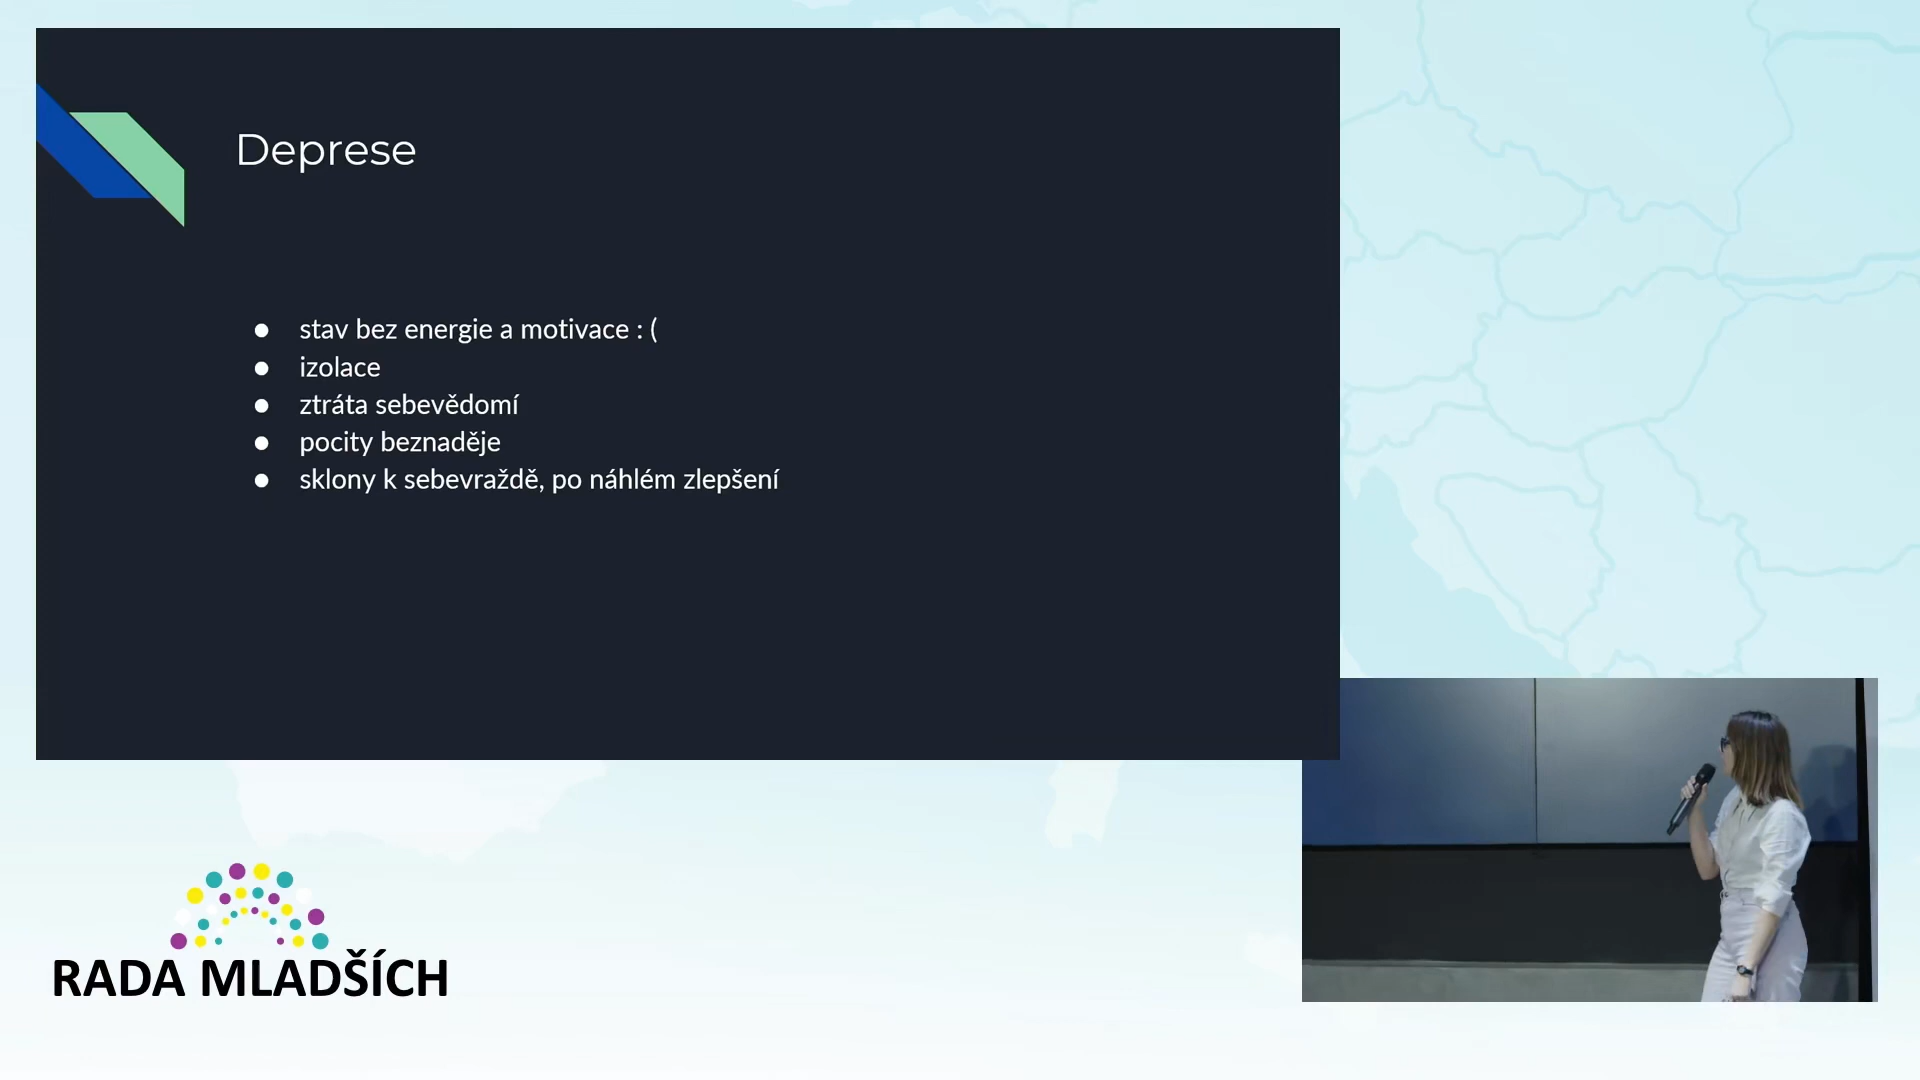 Deprese
● stav bez energie a motivace : (
● izolace
● ztráta sebevědomí
● pocity beznaděje
● sklony k sebevraždě, po náhlém zlepšení
RADA MLADŠÍCH